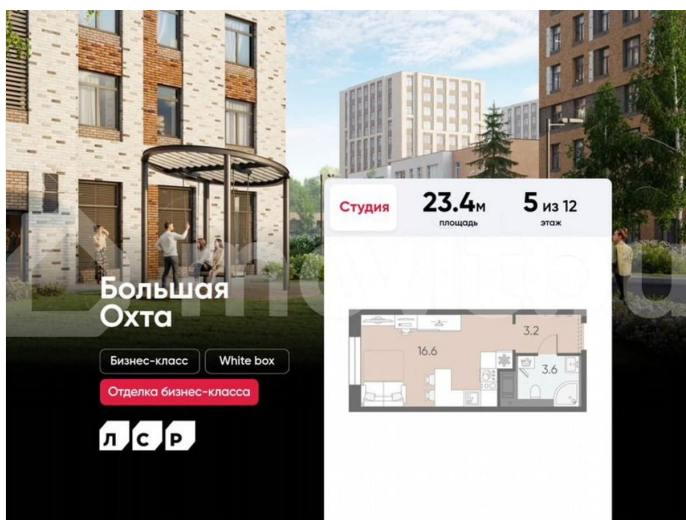 Студия
23.4м
площадь
5 из 12
этаж
Большая
Охта
Бизнес-класс
White box
Отделка бизнес-класса
ЛСР
16.6
3.2
3.6